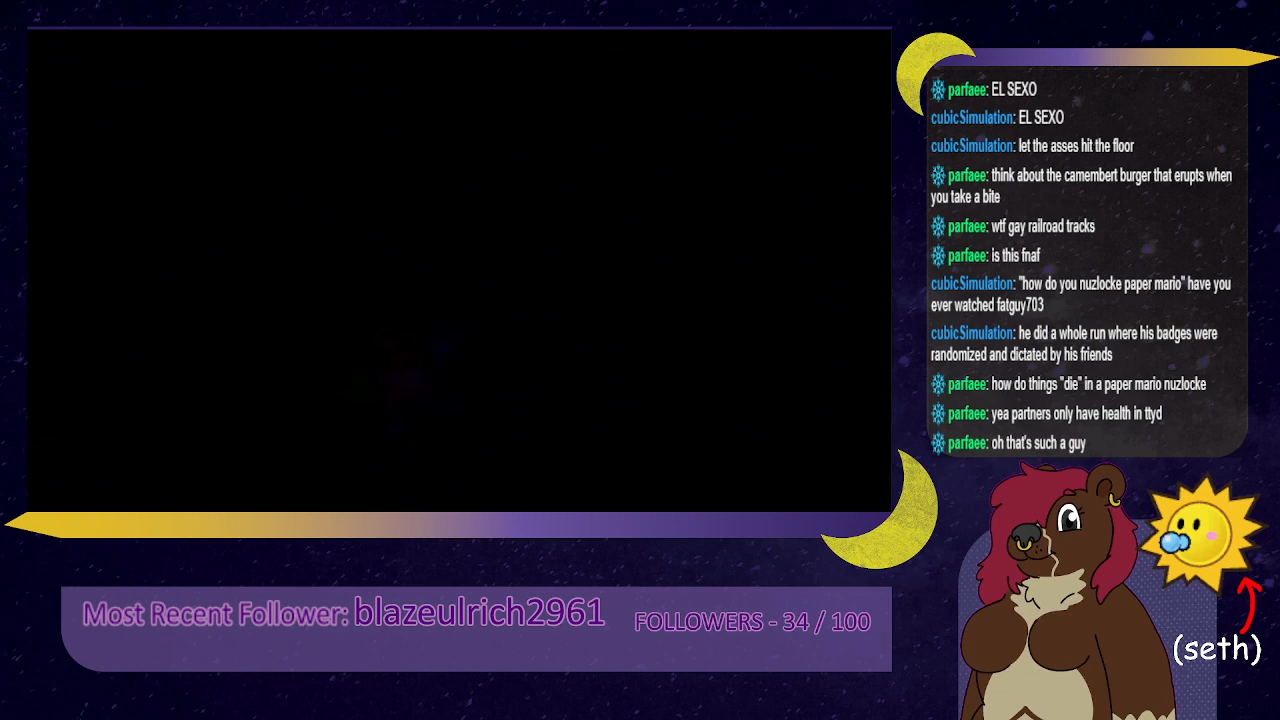 parfaee: EL SEXO
cubicSimulation: EL SEXO
cubicSimulation: let the asses hit the floor
parfaee: think about the camembert burger that erupts when
you take a bite
parfaee: wtf gay railroad tracks
parfaee: is this fnaf
cubicSimulation: "how do you nuzlocke paper mario" have you
ever watched fatguy703
cubicSimulation: he did a whole run where his badges were
randomized and dictated by his friends
parfaee: how do things "die" in a paper mario nuzlocke
parfaee: yea partners only have health in ttyd
parfaee: oh that's such a guy
Most Recent Follower: blazeulrich2961
FOLLOWERS - 34 / 100
(seth)